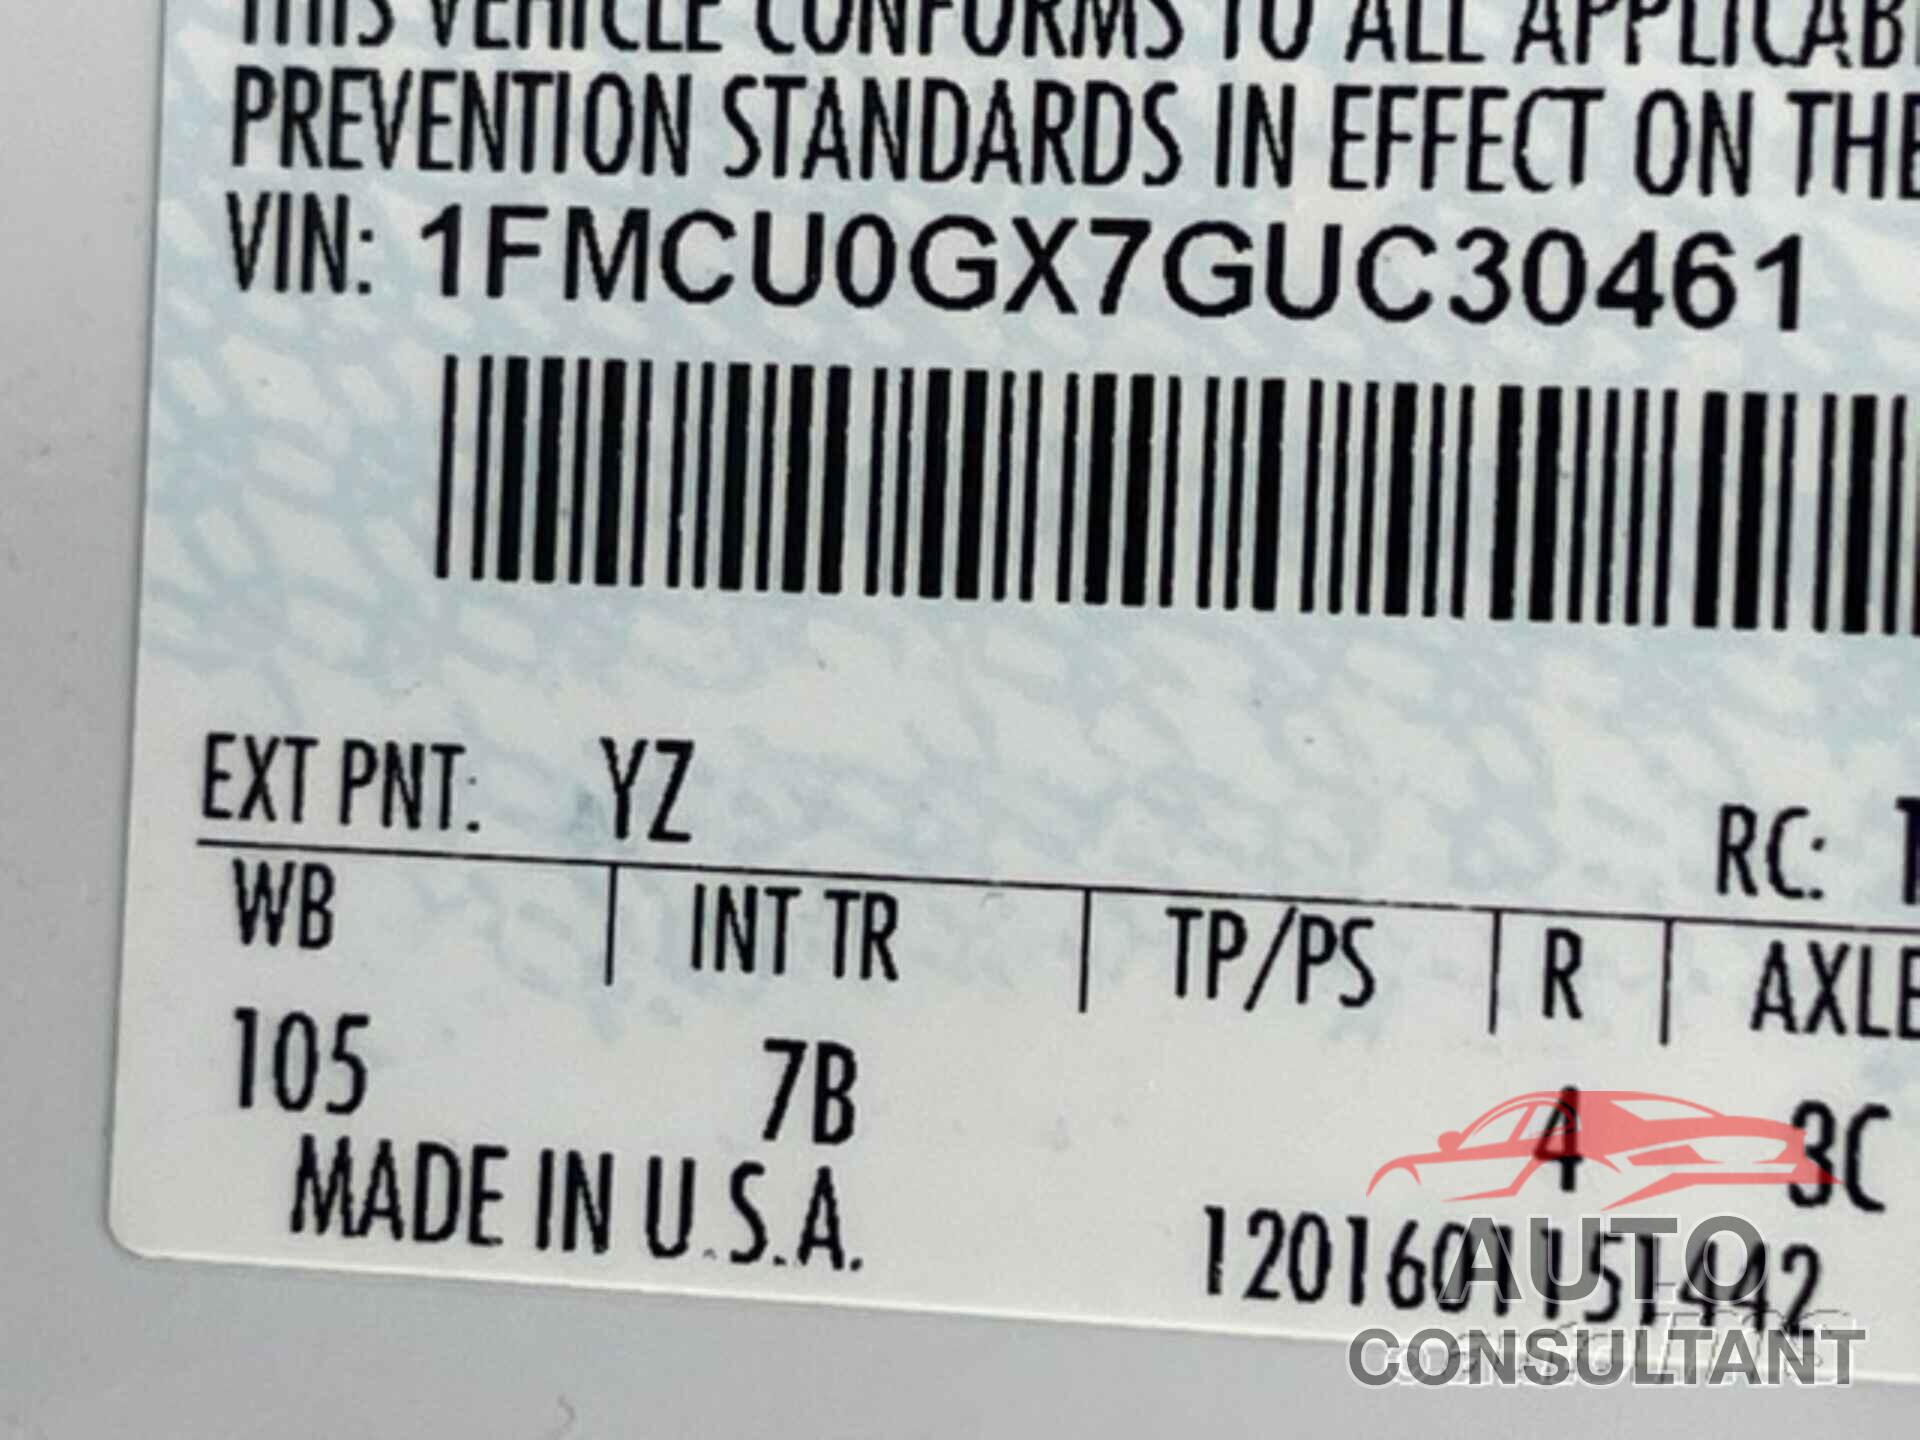 THIS VEHICLE CONFORMS TO ALL
PREVENTION STANDARDS IN EFFECT ON THE
VIN: 1FMCU0GX7GUC30461
EXT PNT: YZ RC:
WB INT TR TP/PS R AXLE
105 7B 4 3C
MADE IN U.S.A. 1201601151442
AUTO
CONSULTANT